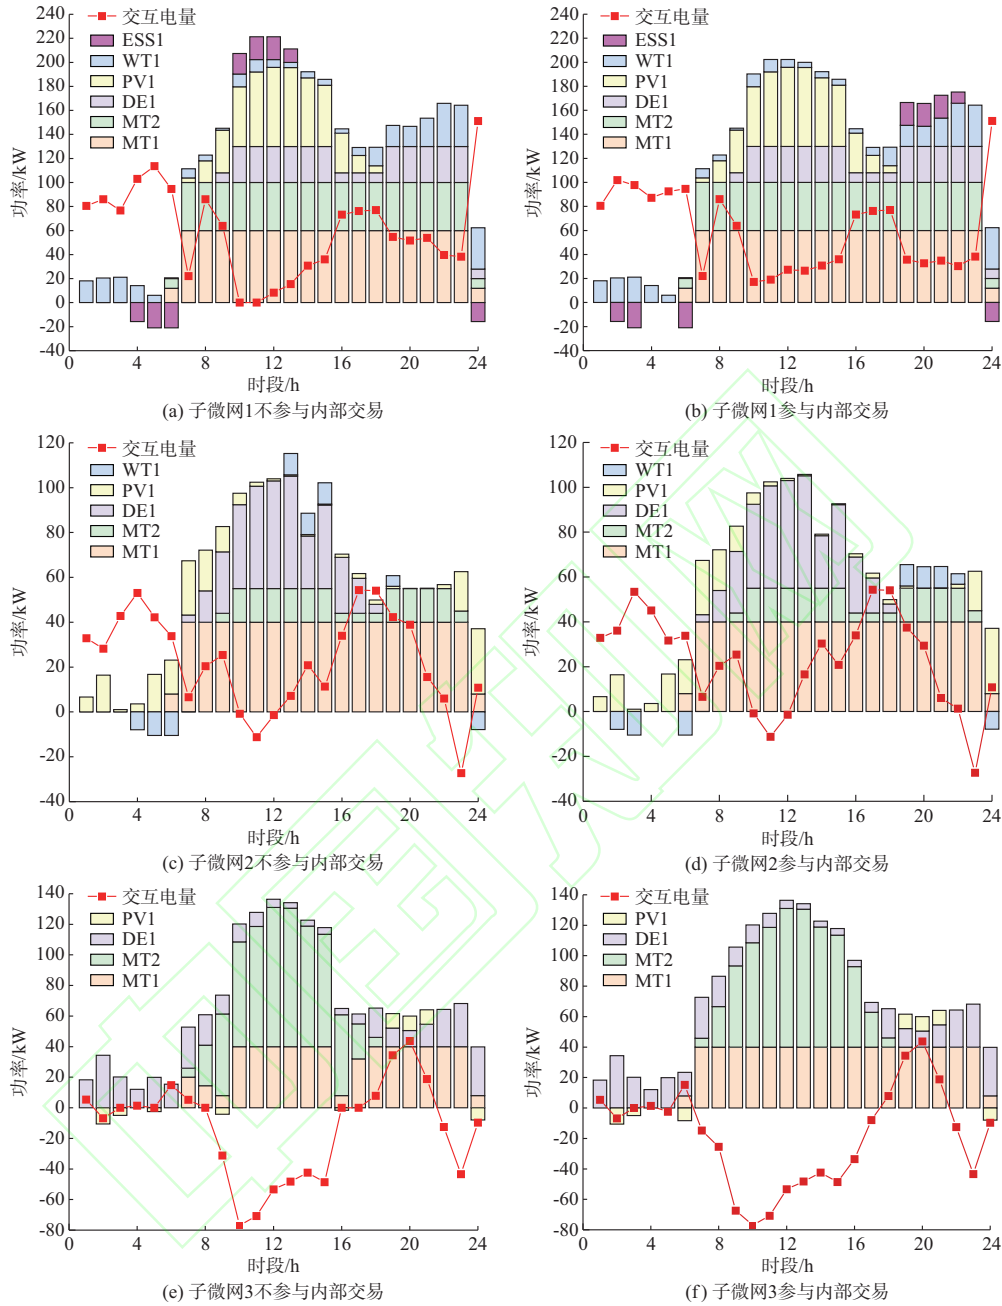 240
220
200
180
160
140
120
100
80
60
40
20
0
-20
-40
功率/kW
交互电量
ESS1
WT1
PV1
DE1
MT2
MT1
0
4
8
12
16
20
24
时段/h
(a) 子微网1不参与内部交易
240
220
200
180
160
140
120
100
80
60
40
20
0
-20
-40
功率/kW
交互电量
ESS1
WT1
PV1
DE1
MT2
MT1
0
4
8
12
16
20
24
时段/h
(b) 子微网1参与内部交易
120
100
80
60
40
20
0
-20
-40
功率/kW
交互电量
WT1
PV1
DE1
MT2
MT1
0
4
8
12
16
20
24
时段/h
(c) 子微网2不参与内部交易
120
100
80
60
40
20
0
-20
-40
功率/kW
交互电量
WT1
PV1
DE1
MT2
MT1
0
4
8
12
16
20
24
时段/h
(d) 子微网2参与内部交易
140
120
100
80
60
40
20
0
-20
-40
-60
-80
功率/kW
交互电量
PV1
DE1
MT2
MT1
0
4
8
12
16
20
24
时段/h
(e) 子微网3不参与内部交易
140
120
100
80
60
40
20
0
-20
-40
-60
-80
功率/kW
交互电量
PV1
DE1
MT2
MT1
0
4
8
12
16
20
24
时段/h
(f) 子微网3参与内部交易